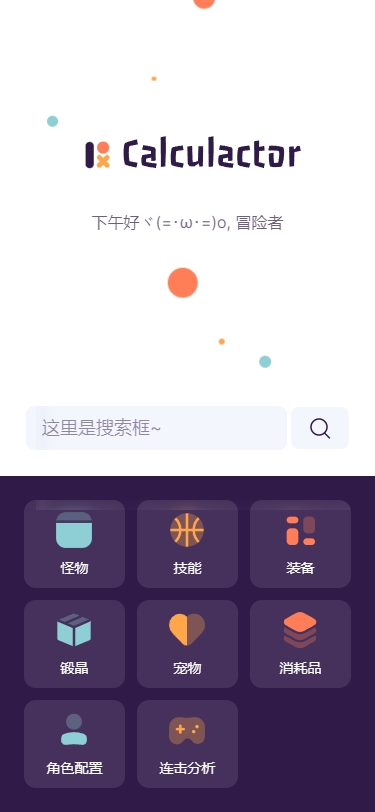 Calculactor
下午好ヾ(=･ω･=)o, 冒险者
这里是搜索框~
怪物
技能
装备
锻晶
宠物
消耗品
角色配置
连击分析